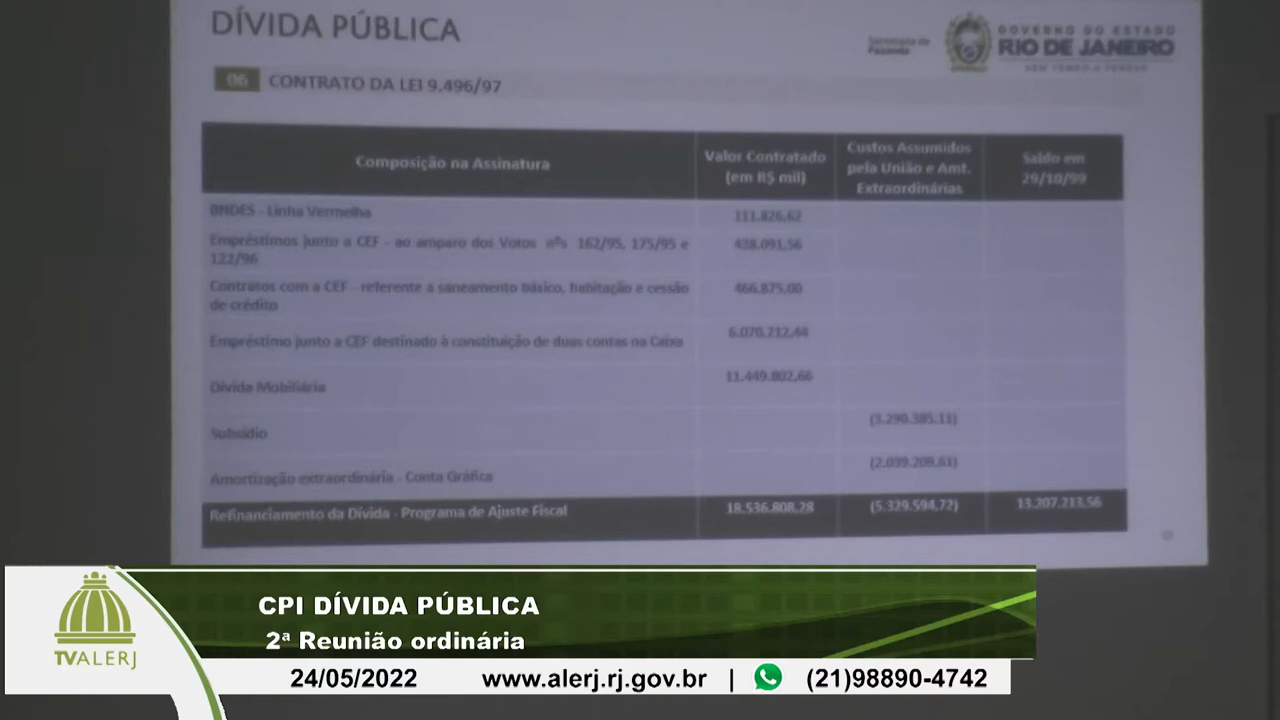 DÍVIDA PÚBLICA
Secretaria de
Fazenda
GOVERNO DO ESTADO
RIO DE JANEIRO
SEM TEMPO A PERDER
06 CONTRATO DA LEI 9.496/97
Composição na Assinatura
Valor Contratado
(em R$ mil)
Custos Assumidos
pela União e Amt.
Extraordinárias
Saldo em
29/10/99
BNDES - Linha Vermelha 111.826,62
Empréstimos junto a CEF - ao amparo dos Votos nºs 162/95, 175/95 e
122/96
438.091,56
Contratos com a CEF - referente a saneamento básico, habitação e cessão
de crédito
466.875,00
Empréstimo junto a CEF destinado à constituição de duas contas na Caixa 6.070.212,44
Dívida Mobiliária 11.449.802,66
Subsídio (3.290.385,11)
Amortização extraordinária - Conta Gráfica (2.039.209,61)
Refinanciamento da Dívida - Programa de Ajuste Fiscal 18.536.808,28 (5.329.594,72) 13.207.213,56
TVALERJ
CPI DÍVIDA PÚBLICA
2ª Reunião ordinária
24/05/2022 www.alerj.rj.gov.br | (21)98890-4742